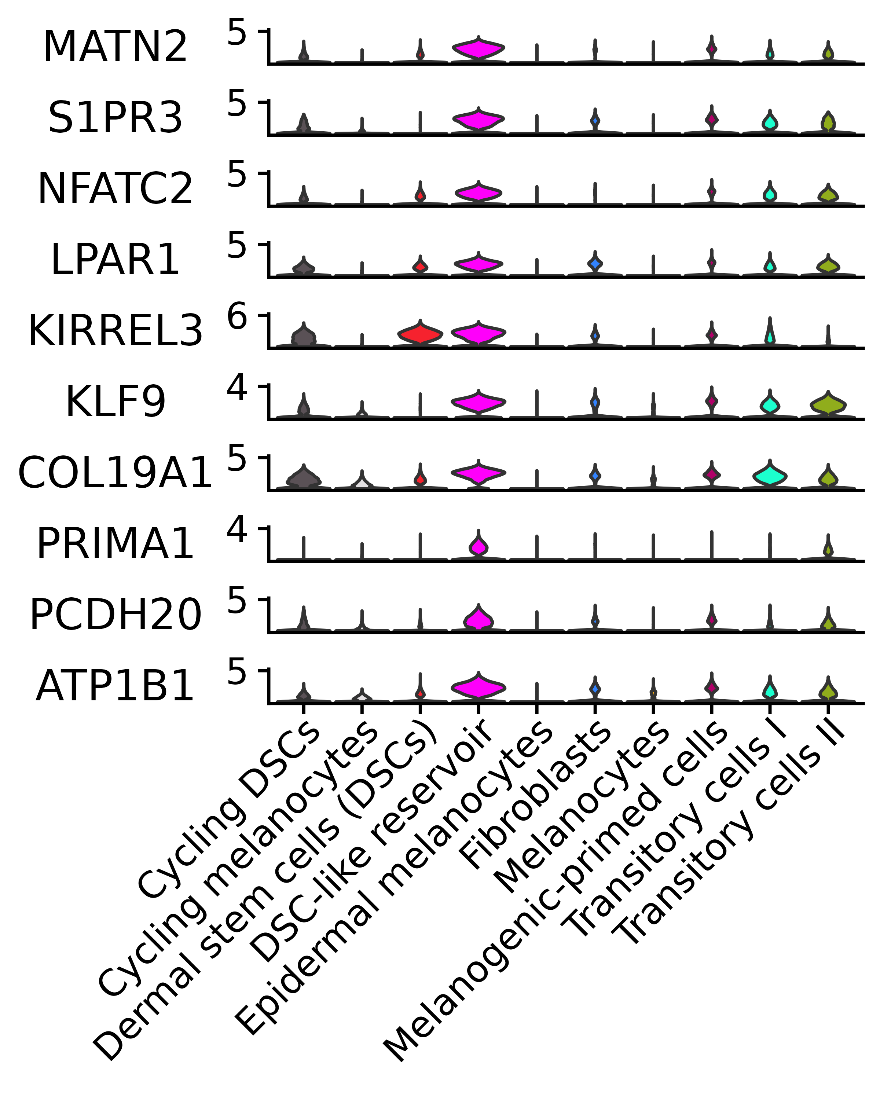 MATN2 5
S1PR3 5
NFATC2 5
LPAR1 5
KIRREL3 6
KLF9 4
COL19A1 5
PRIMA1 4
PCDH20 5
ATP1B1 5
Cycling DSCs
Cycling melanocytes
Dermal stem cells (DSCs)
DSC-like reservoir
Epidermal melanocytes
Fibroblasts
Melanocytes
Melanogenic-primed cells
Transitory cells I
Transitory cells II